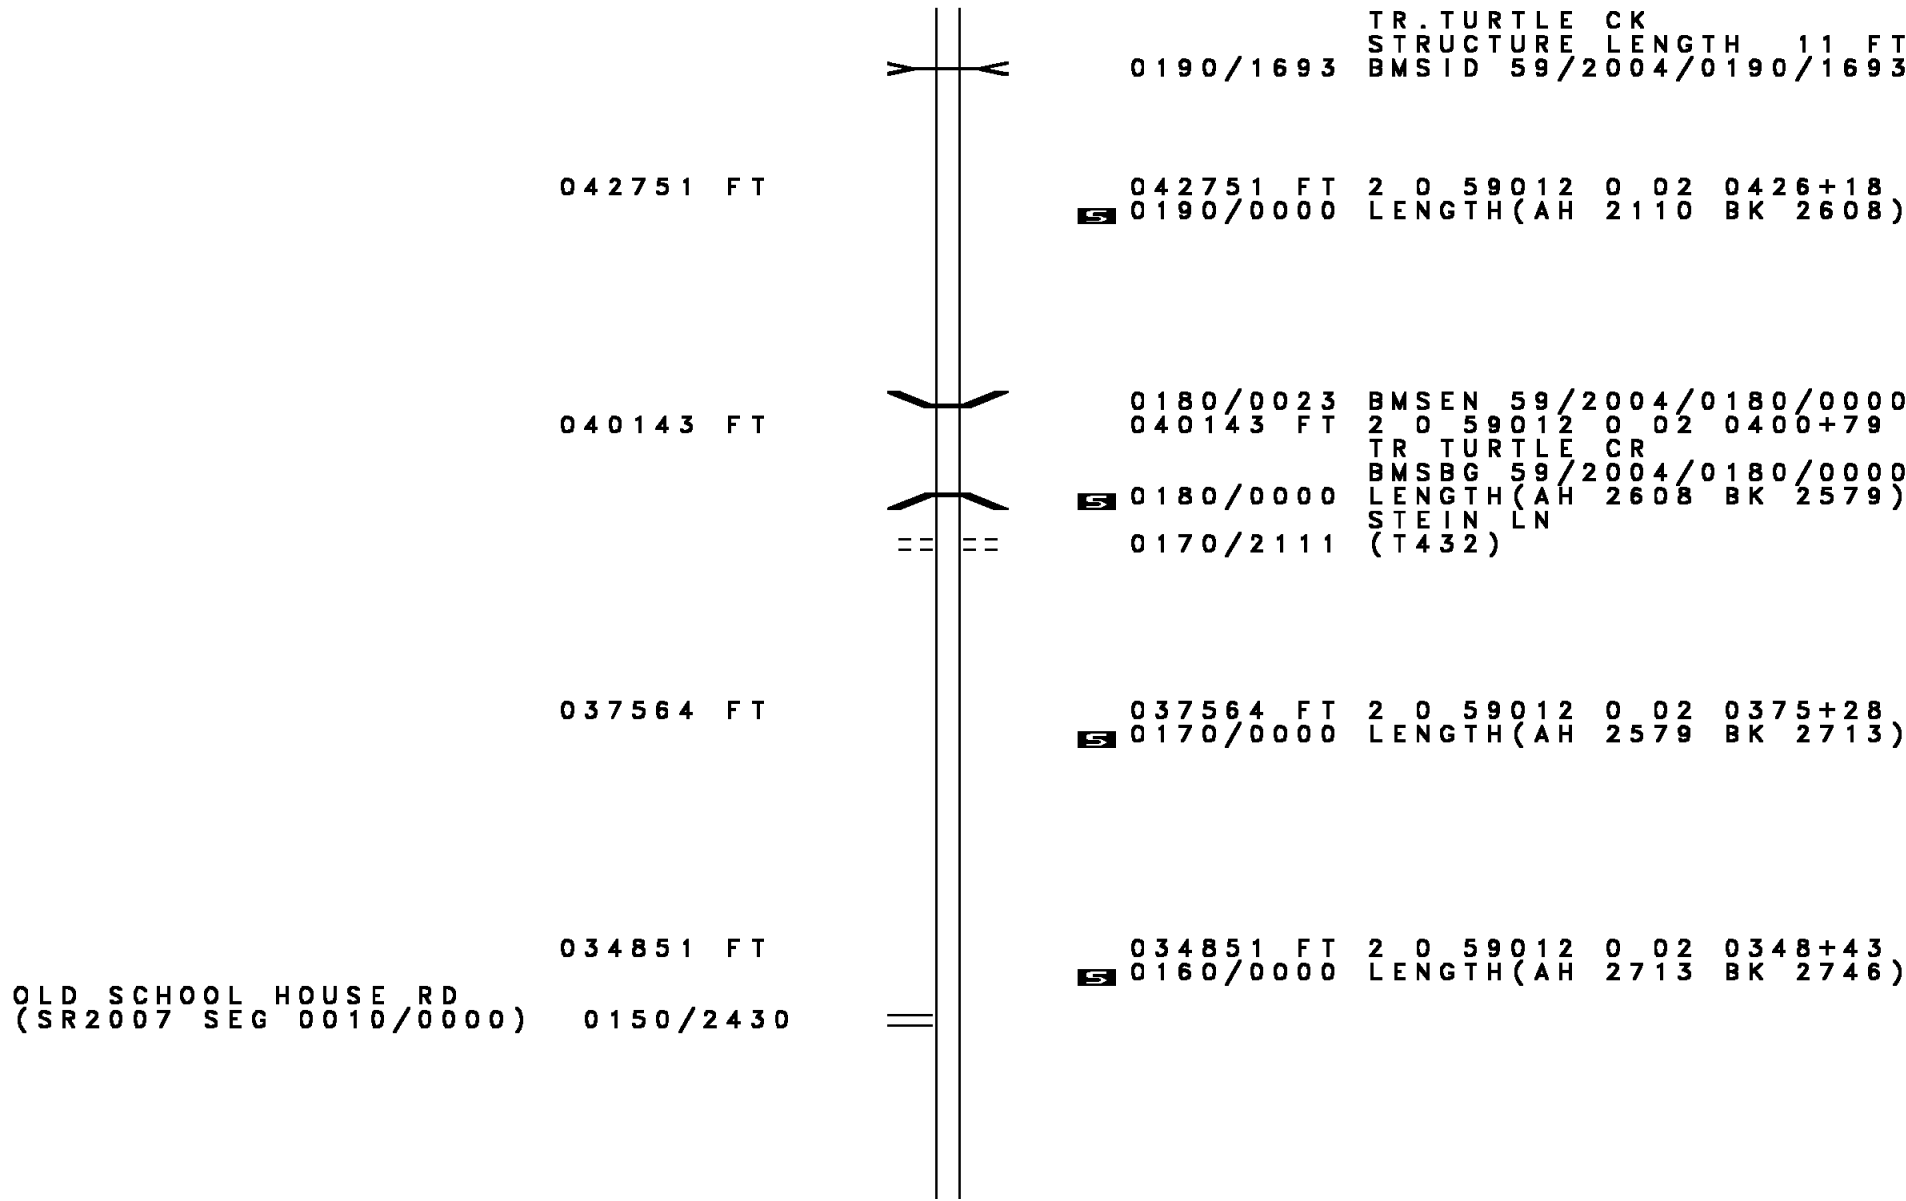 TR.TURTLE CK
STRUCTURE LENGTH 11 FT
0190/1693 BMSID 59/2004/0190/1693
042751 FT 042751 FT 2 0 59012 0 02 0426+18
S 0190/0000 LENGTH(AH 2110 BK 2608)
0180/0023 BMSEN 59/2004/0180/0000
040143 FT 040143 FT 2 0 59012 0 02 0400+79
TR TURTLE CR
BMSBG 59/2004/0180/0000
S 0180/0000 LENGTH(AH 2608 BK 2579)
STEIN LN
0170/2111 (T432)
037564 FT 037564 FT 2 0 59012 0 02 0375+28
S 0170/0000 LENGTH(AH 2579 BK 2713)
034851 FT 034851 FT 2 0 59012 0 02 0348+43
S 0160/0000 LENGTH(AH 2713 BK 2746)
OLD SCHOOL HOUSE RD
(SR2007 SEG 0010/0000) 0150/2430